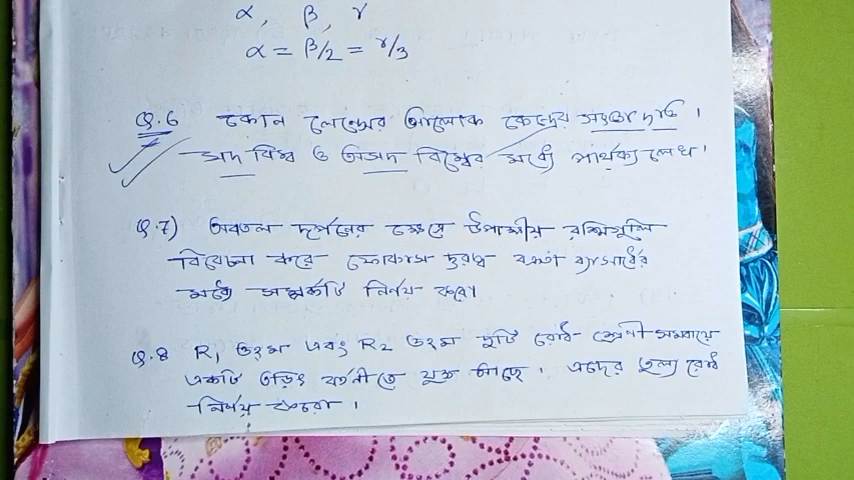 α, β, γ
α = β/2 = γ/3
Q.6 কোন লেন্সের আলোক কেন্দ্রের সংজ্ঞা দাও ।
সদ বিম্ব ও অসদ বিম্বের মধ্যে পার্থক্য লেখ ।
Q.7) অবতল দর্পনের ক্ষেত্রে উপাক্ষীয় রশ্মিগুলি
বিবেচনা করে ফোকাস দুরত্ব বক্রতা ব্যাসার্ধের
মধ্যে সম্পর্কটি নির্ণয় করো।
Q.8 R₁ ওহম এবং R₂ ওহম দুটি রোধ শ্রেণী সমবায়ে
একটি তড়িৎ বর্তনীতে যুক্ত আছে । এদের তুল্য রোধ
নির্ণয় করো ।